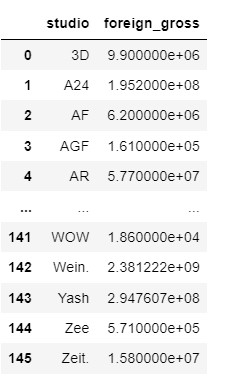 studio foreign_gross
0 3D 9.900000e+06
1 A24 1.952000e+08
2 AF 6.200000e+06
3 AGF 1.610000e+05
4 AR 5.770000e+07
... ... ...
141 WOW 1.860000e+04
142 Wein. 2.381222e+09
143 Yash 2.947607e+08
144 Zee 5.710000e+05
145 Zeit. 1.580000e+07